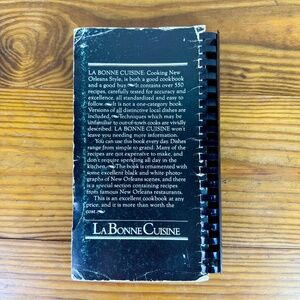 LA BONNE CUISINE: Cooking New
Orleans Style, is both a good cookbook
and a good buy. It contains over 550
recipes, carefully tested for accuracy and
excellence, all standardized and easy to
follow. It is not a one-category book.
Versions of all distinctive local dishes are
included. Techniques which may be
unfamiliar to out-of-town cooks are vividly
described. LA BONNE CUISINE won't
leave you needing more information.
You can use this book every day. Dishes
range from simple to grand. Many of the
recipes are not expensive to make, and
don't require spending all day in the
kitchen. The book is ornamented with
some excellent black and white photo-
graphs of New Orleans scenes, and there
is a special section containing recipes
from famous New Orleans restaurants.
This is an excellent cookbook at any
price, and it is more than worth the
cost.
LA BONNE CUISINE